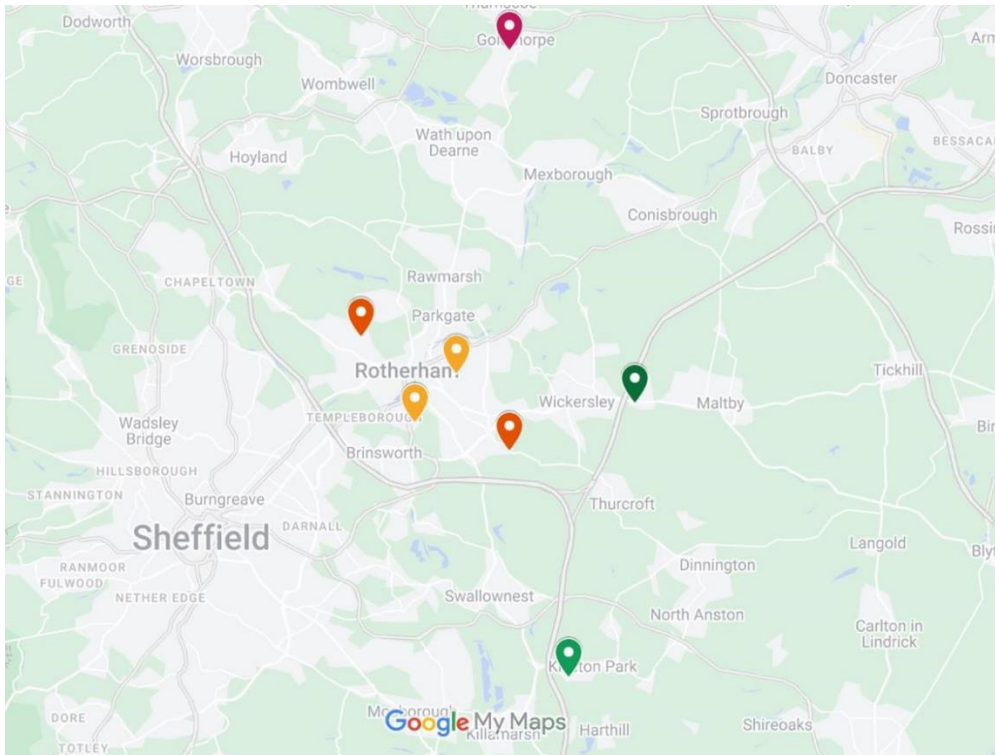 Dodworth
Worsbrough
Wombwell
Doncaster
Sprotbrough
Wath upon
Dearne
BALBY
Hoyland
Mexborough
Conisbrough
CHAPELTOWN
Rawmarsh
Parkgate
GRENOSIDE
Tickhill
Wickersley
Maltby
Wadsley
Bridge
Brinsworth
HILLSBOROUGH
STANNINGTON
Burngreave
Thurcroft
DARNALL
Sheffield
Langold
RANMOOR
Dinnington
FULWOOD
NETHER EDGE
Swallownest
North Anston
Carlton in
Lindrick
DORE
Google My Maps
Shireoaks
Harthill
TOTLEY